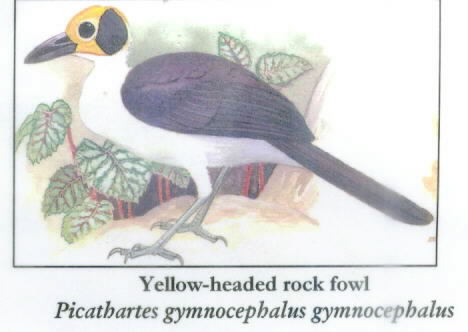 Yellow-headed rock fowl
Picathartes gymnocephalus gymnocephalus